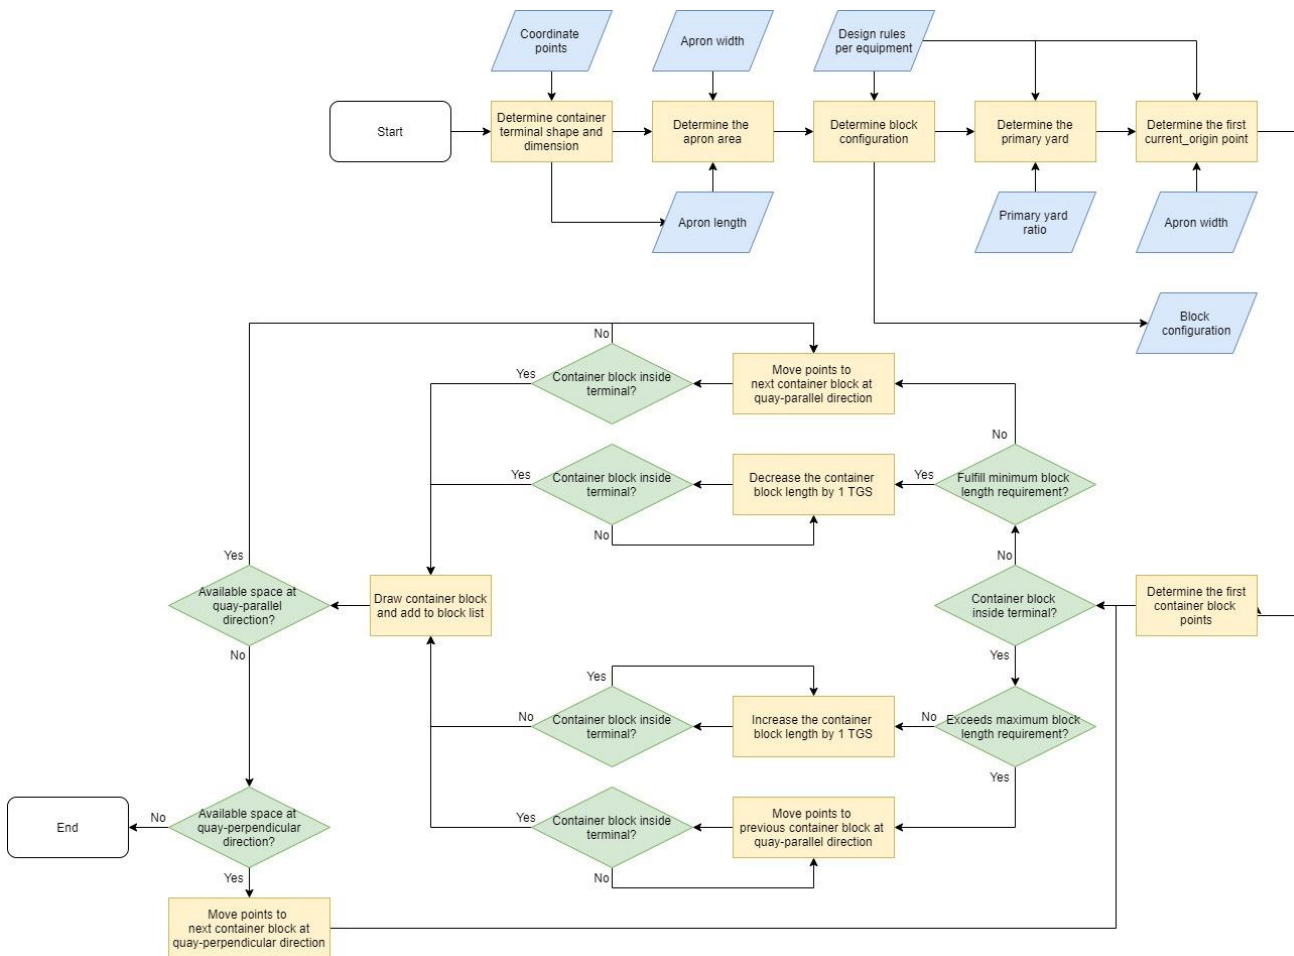 Coordinate
points
Apron width
Design rules
per equipment
Start
Determine container
terminal shape and
dimension
Determine the
apron area
Determine block
configuration
Determine the
primary yard
Determine the first
current_origin point
Apron length
Primary yard
ratio
Apron width
Block
configuration
No
Yes
Container block inside
terminal?
Move points to
next container block at
quay-parallel direction
No
Yes
Container block inside
terminal?
Decrease the container
block length by 1 TGS
Yes
Fulfill minimum block
length requirement?
No
Yes
No
Available space at
quay-parallel
direction?
Draw container block
and add to block list
Container block
inside terminal?
Determine the first
container block
points
No
Yes
Yes
No
Container block inside
terminal?
Increase the container
block length by 1 TGS
No
Exceeds maximum block
length requirement?
Yes
End
No
Available space at
quay-perpendicular
direction?
Yes
Container block inside
terminal?
Move points to
previous container block at
quay-parallel direction
No
Yes
Move points to
next container block at
quay-perpendicular direction